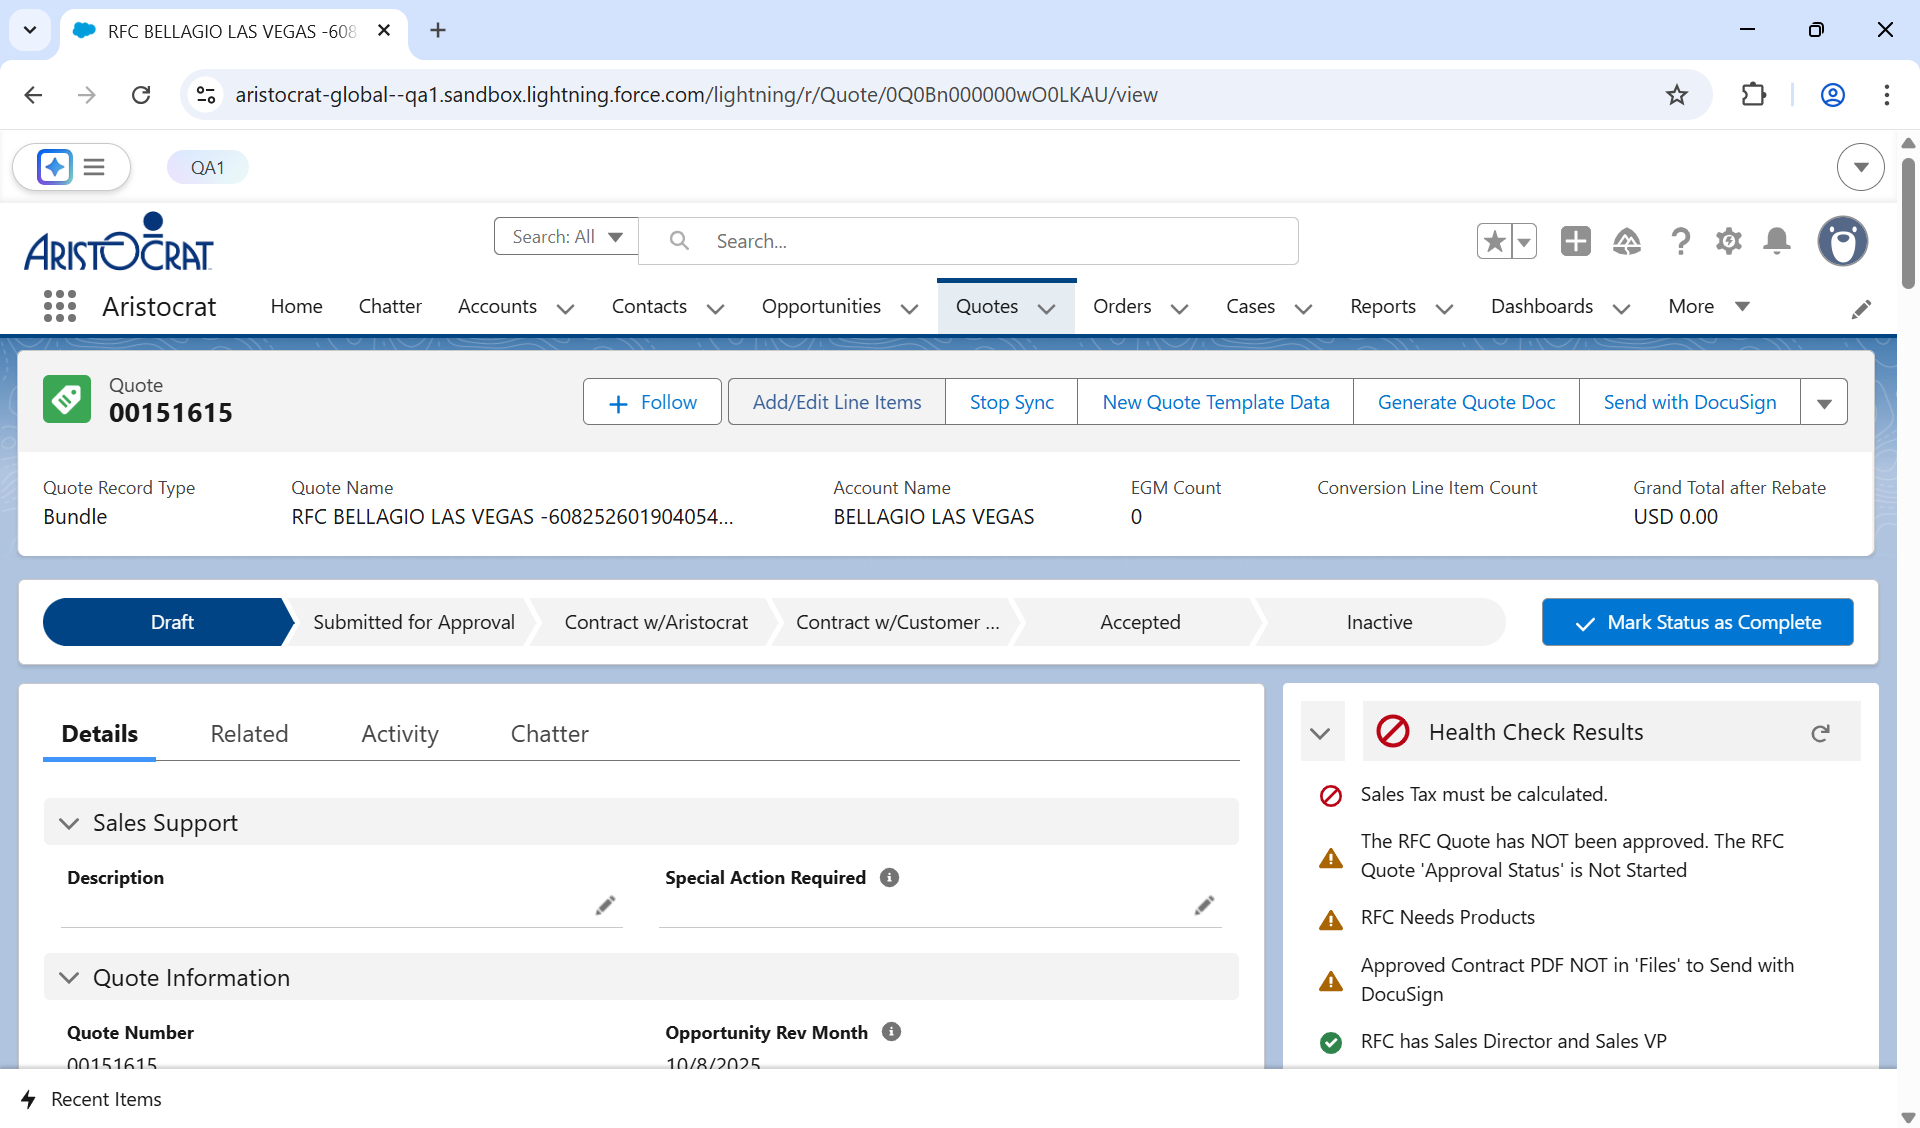 RFC BELLAGIO LAS VEGAS -608
aristocrat-global--qa1.sandbox.lightning.force.com/lightning/r/Quote/0Q0Bn000000wO0LKAU/view
QA1
ARISTOCRAT
Search: All
Search...
Aristocrat
Home
Chatter
Accounts
Contacts
Opportunities
Quotes
Orders
Cases
Reports
Dashboards
More
Quote
00151615
Follow
Add/Edit Line Items
Stop Sync
New Quote Template Data
Generate Quote Doc
Send with DocuSign
Quote Record Type
Bundle
Quote Name
RFC BELLAGIO LAS VEGAS -608252601904054...
Account Name
BELLAGIO LAS VEGAS
EGM Count
0
Conversion Line Item Count
Grand Total after Rebate
USD 0.00
Draft
Submitted for Approval
Contract w/Aristocrat
Contract w/Customer ...
Accepted
Inactive
Mark Status as Complete
Details
Related
Activity
Chatter
Sales Support
Description
Special Action Required
Quote Information
Quote Number
00151615
Opportunity Rev Month
10/8/2025
Health Check Results
Sales Tax must be calculated.
The RFC Quote has NOT been approved. The RFC
Quote 'Approval Status' is Not Started
RFC Needs Products
Approved Contract PDF NOT in 'Files' to Send with
DocuSign
RFC has Sales Director and Sales VP
Recent Items